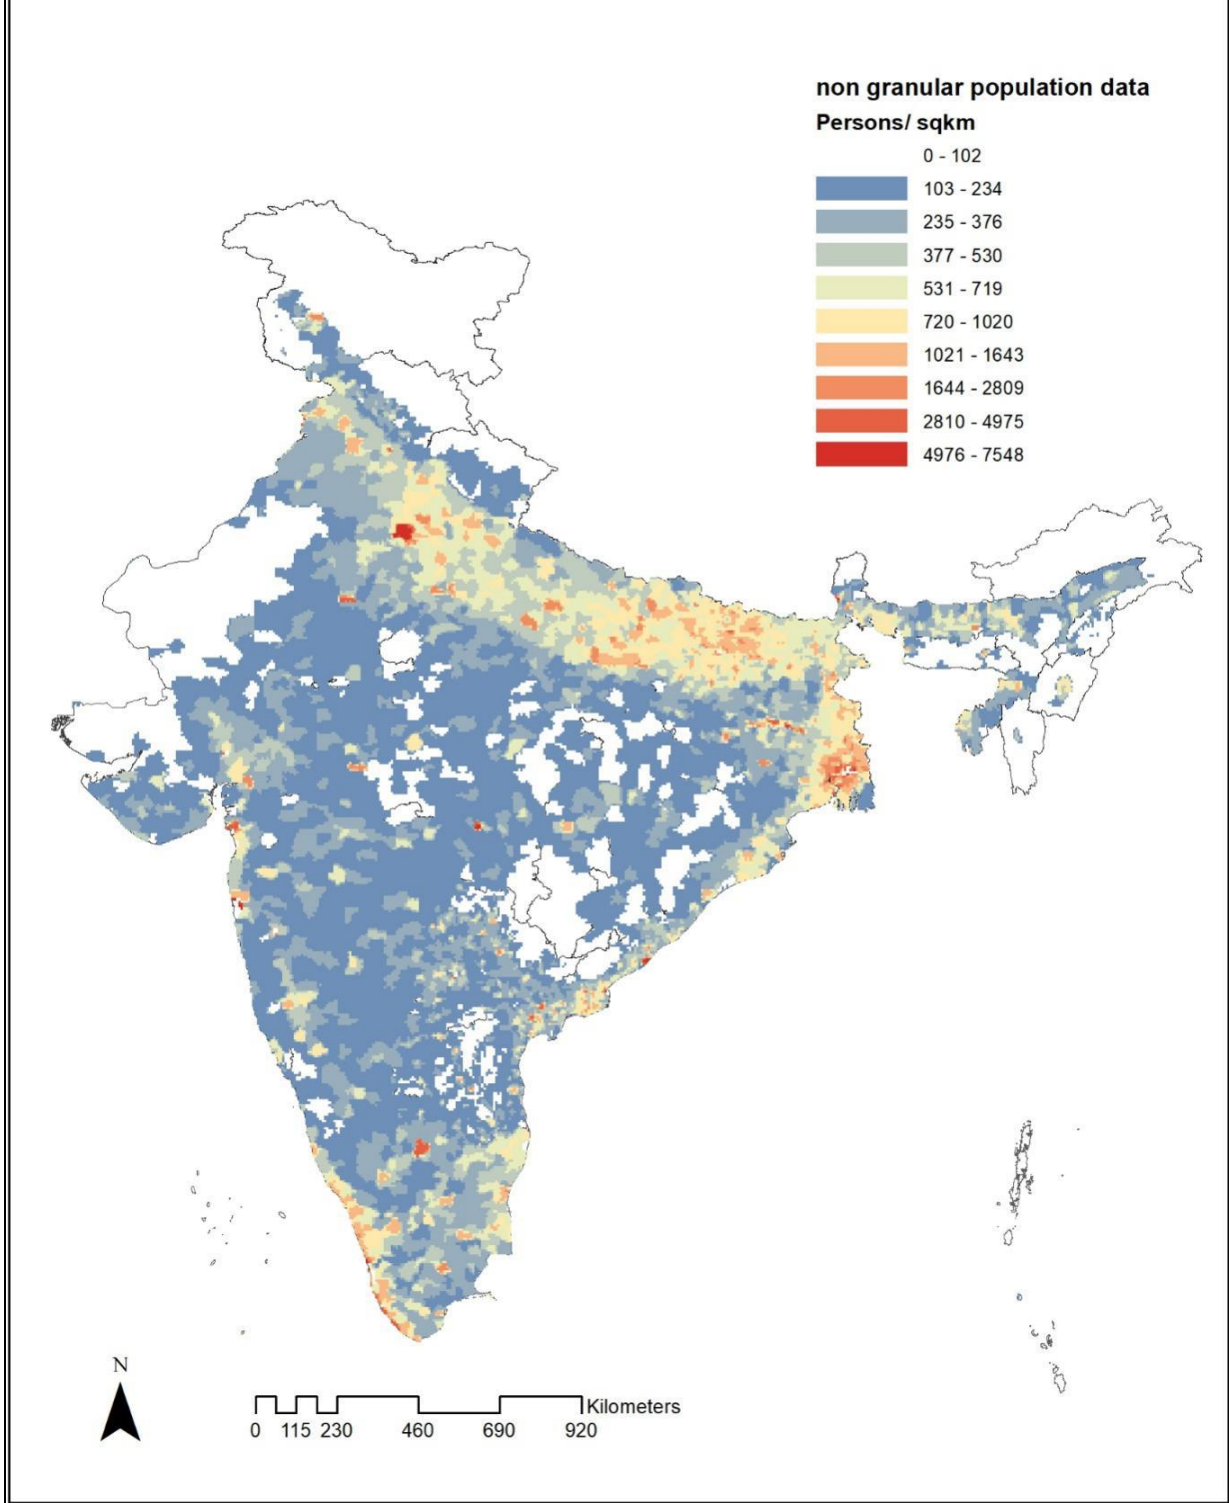 non granular population data
Persons/ sqkm
0 - 102
103 - 234
235 - 376
377 - 530
531 - 719
720 - 1020
1021 - 1643
1644 - 2809
2810 - 4975
4976 - 7548
N
Kilometers
0 115 230 460 690 920